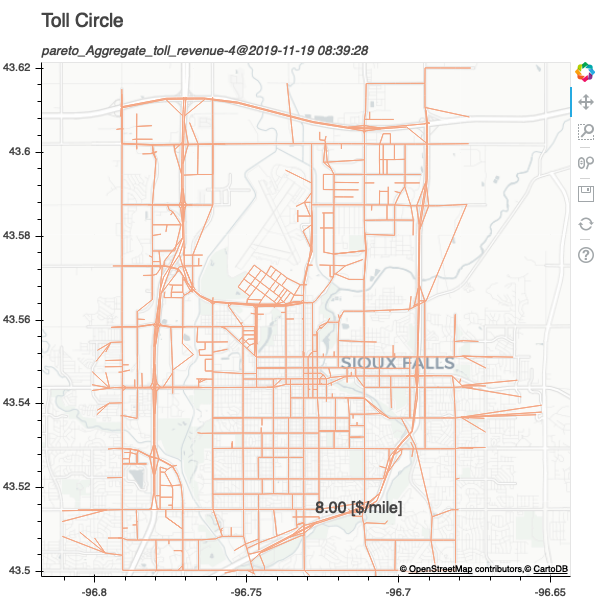 Toll Circle
pareto_Aggregate_toll_revenue-4@2019-11-19 08:39:28
43.62
43.6
43.58
43.56
SIOUX FALLS
43.54
43.52
8.00 [$/mile]
43.5
© OpenStreetMap contributors,© CartoDB
-96.8
-96.75
-96.7
-96.65